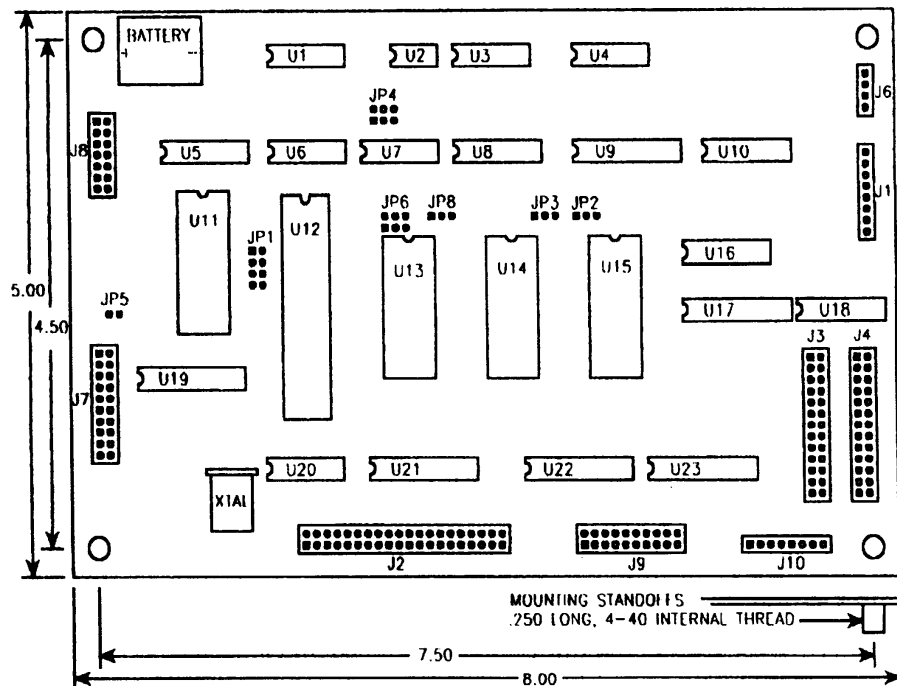 BATTERY
U1
U2
U3
U4
J6
JP4
J8
U5
U6
U7
U8
U9
U10
J1
U11
JP1
U12
JP6
JP8
JP3
JP2
U13
U14
U15
U16
5.00
4.50
JP5
U17
U18
J3
J4
J7
U19
U20
U21
U22
U23
XTAL
J2
J9
J10
MOUNTING STANDOFFS
.250 LONG, 4-40 INTERNAL THREAD
7.50
8.00